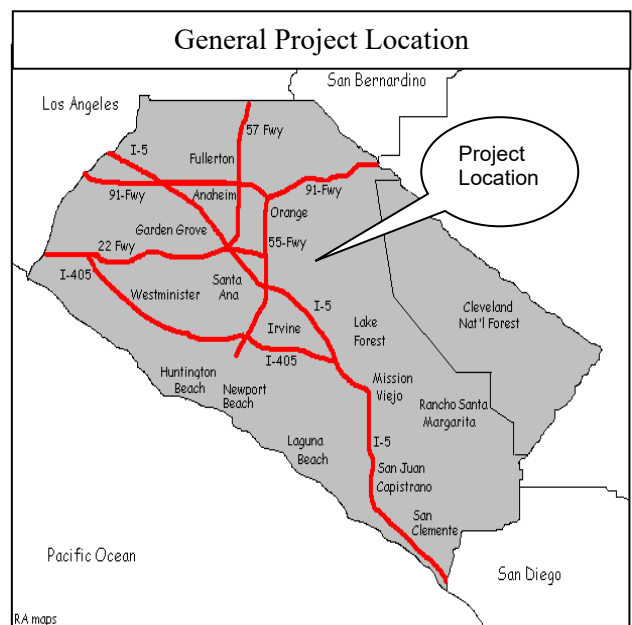 General Project Location
San Bernardino
Los Angeles
57 Fwy
I-5
Fullerton
Project
Location
91-Fwy
Anaheim
91-Fwy
Orange
Garden Grove
22 Fwy
55-Fwy
I-405
Santa
Ana
Westminister
I-5
Cleveland
Nat'l Forest
Irvine
Lake
Forest
I-405
Huntington
Beach
Newport
Beach
Mission
Viejo
Rancho Santa
Margarita
Laguna
Beach
I-5
San Juan
Capistrano
San
Clemente
Pacific Ocean
San Diego
RA maps